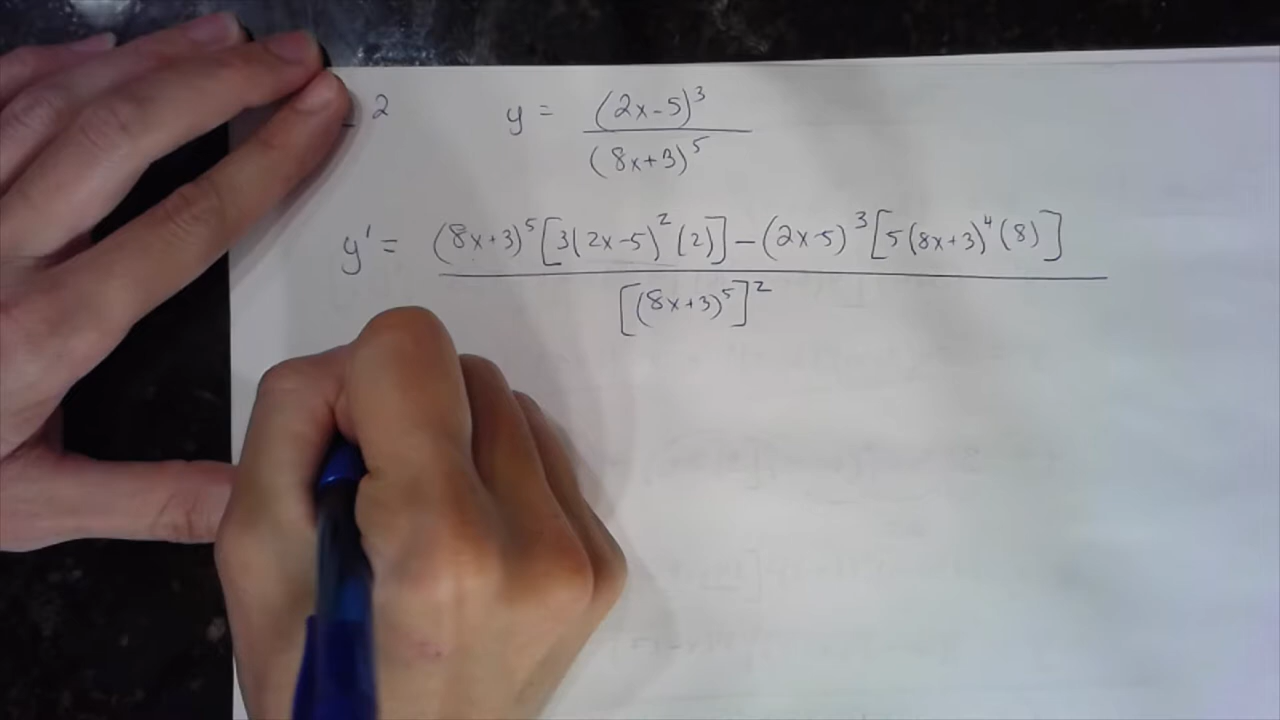 2 y = (2x-5)³ / (8x+3)⁵
y' = (8x+3)⁵[3(2x-5)²(2)] - (2x-5)³[5(8x+3)⁴(8)] / [(8x+3)⁵]²